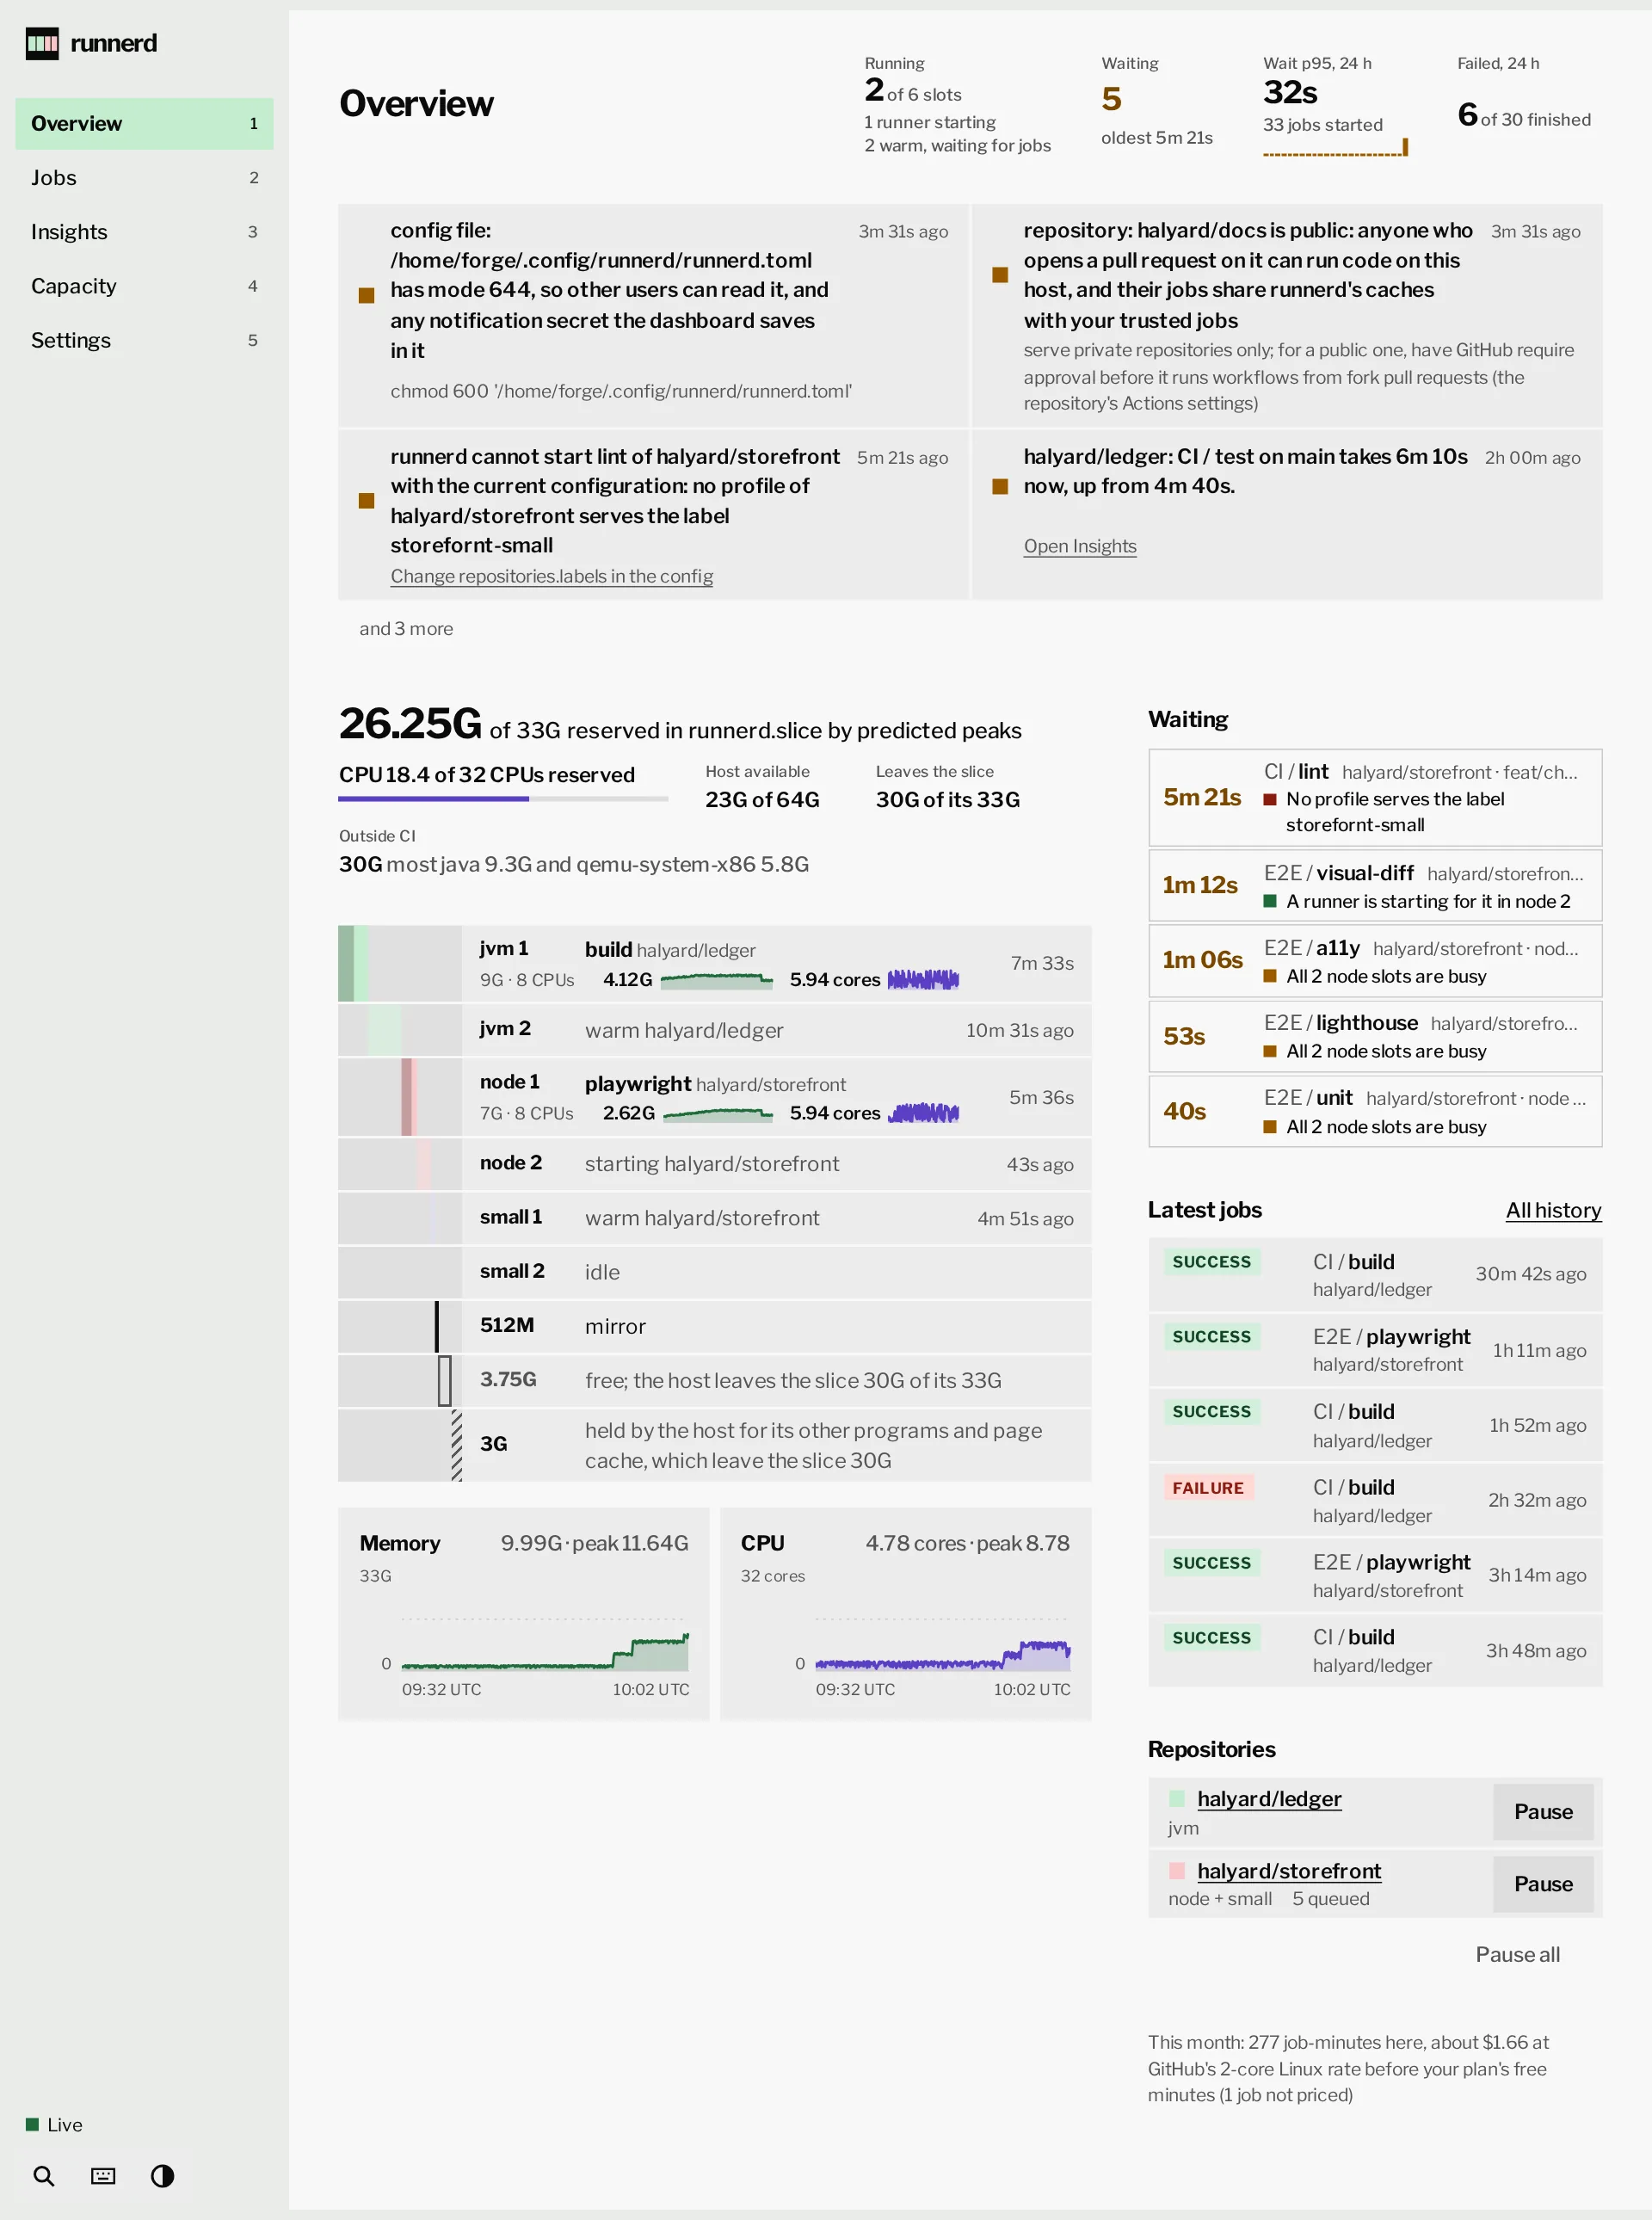 runnerd
Overview 1
Jobs 2
Insights 3
Capacity 4
Settings 5
Overview
Running
2 of 6 slots
1 runner starting
2 warm, waiting for jobs
Waiting
5
oldest 5m 21s
Wait p95, 24 h
32s
33 jobs started
Failed, 24 h
6 of 30 finished
config file: 3m 31s ago
/home/forge/.config/runnerd/runnerd.toml
has mode 644, so other users can read it, and
any notification secret the dashboard saves
in it
chmod 600 '/home/forge/.config/runnerd/runnerd.toml'
repository: halyard/docs is public: anyone who 3m 31s ago
opens a pull request on it can run code on this
host, and their jobs share runnerd's caches
with your trusted jobs
serve private repositories only; for a public one, have GitHub require
approval before it runs workflows from fork pull requests (the
repository's Actions settings)
runnerd cannot start lint of halyard/storefront 5m 21s ago
with the current configuration: no profile of
halyard/storefront serves the label
storefornt-small
Change repositories.labels in the config
halyard/ledger: CI / test on main takes 6m 10s 2h 00m ago
now, up from 4m 40s.
Open Insights
and 3 more
26.25G of 33G reserved in runnerd.slice by predicted peaks
CPU 18.4 of 32 CPUs reserved
Host available
23G of 64G
Leaves the slice
30G of its 33G
Outside CI
30G most java 9.3G and qemu-system-x86 5.8G
jvm 1 build halyard/ledger 7m 33s
9G · 8 CPUs 4.12G 5.94 cores
jvm 2 warm halyard/ledger 10m 31s ago
node 1 playwright halyard/storefront 5m 36s
7G · 8 CPUs 2.62G 5.94 cores
node 2 starting halyard/storefront 43s ago
small 1 warm halyard/storefront 4m 51s ago
small 2 idle
512M mirror
3.75G free; the host leaves the slice 30G of its 33G
3G held by the host for its other programs and page
cache, which leave the slice 30G
Memory 9.99G · peak 11.64G
33G
0
09:32 UTC 10:02 UTC
CPU 4.78 cores · peak 8.78
32 cores
0
09:32 UTC 10:02 UTC
Waiting
5m 21s CI / lint halyard/storefront · feat/ch...
No profile serves the label
storefornt-small
1m 12s E2E / visual-diff halyard/storefron...
A runner is starting for it in node 2
1m 06s E2E / a11y halyard/storefront · nod...
All 2 node slots are busy
53s E2E / lighthouse halyard/storefro...
All 2 node slots are busy
40s E2E / unit halyard/storefront · node ...
All 2 node slots are busy
Latest jobs All history
SUCCESS CI / build 30m 42s ago
halyard/ledger
SUCCESS E2E / playwright 1h 11m ago
halyard/storefront
SUCCESS CI / build 1h 52m ago
halyard/ledger
FAILURE CI / build 2h 32m ago
halyard/ledger
SUCCESS E2E / playwright 3h 14m ago
halyard/storefront
SUCCESS CI / build 3h 48m ago
halyard/ledger
Repositories
halyard/ledger Pause
jvm
halyard/storefront Pause
node + small 5 queued
Pause all
This month: 277 job-minutes here, about $1.66 at
GitHub's 2-core Linux rate before your plan's free
minutes (1 job not priced)
Live